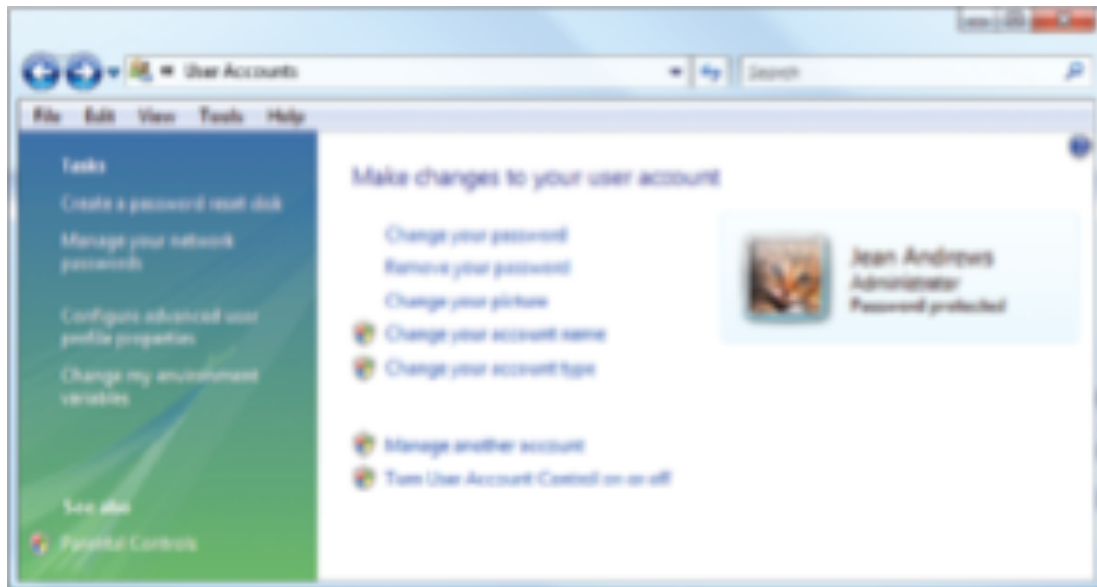 User Accounts
Search
File Edit View Tools Help
Tasks
Create a password reset disk
Manage your network
passwords
Configure advanced user
profile properties
Change my environment
variables
See also
Parental Controls
Make changes to your user account
Change your password
Remove your password
Change your picture
Change your account name
Change your account type
Manage another account
Turn User Account Control on or off
Jean Andrews
Administrator
Password protected